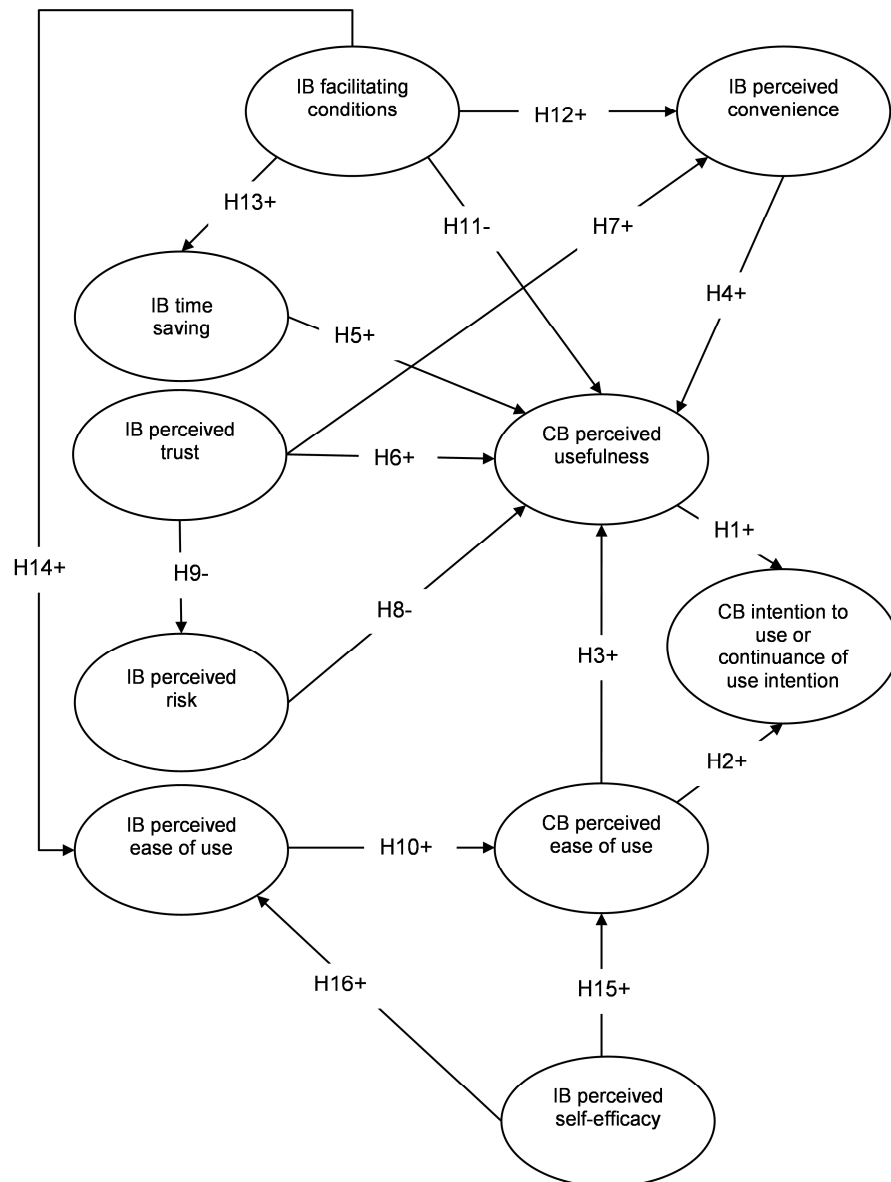 IB facilitating
conditions
IB perceived
convenience
H12+
H13+
H11-
H7+
IB time
saving
H4+
H5+
IB perceived
trust
CB perceived
usefulness
H6+
H1+
H14+
H9-
H8-
CB intention to
use or
continuance of
use intention
H3+
IB perceived
risk
H2+
IB perceived
ease of use
CB perceived
ease of use
H10+
H16+
H15+
IB perceived
self-efficacy